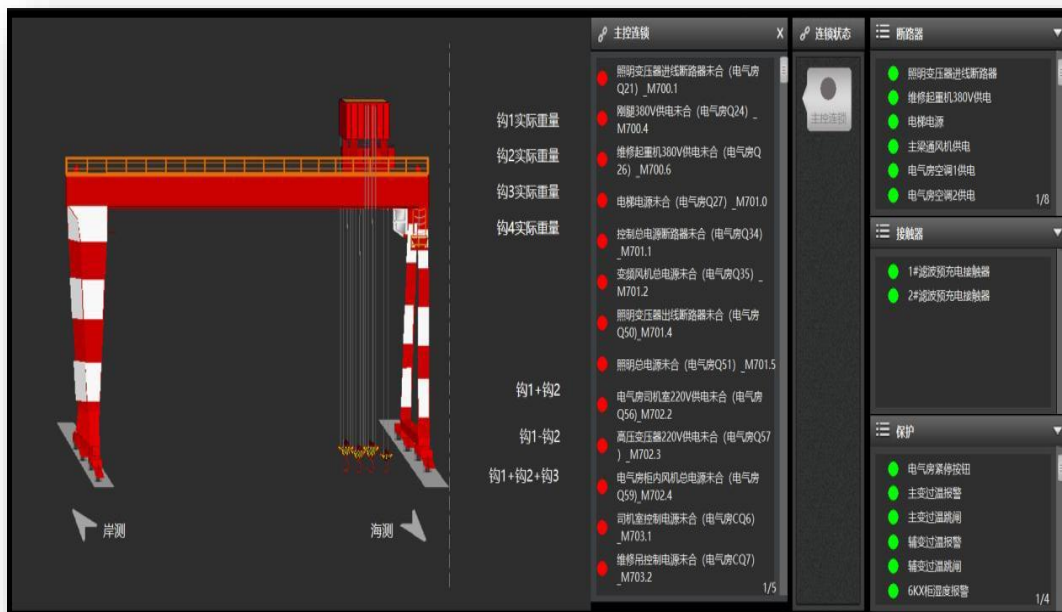 钩1实际重量
钩2实际重量
钩3实际重量
钩4实际重量
钩1+钩2
钩1-钩2
钩1+钩2+钩3
岸测
海测
主控连锁 X
照明变压器进线断路器未合 (电气房
Q21) _M700.1
刚腿380V供电未合 (电气房Q24) _
M700.4
维修起重机380V供电未合 (电气房Q
26) _M700.6
电梯电源未合 (电气房Q27) _M701.0
控制总电源断路器未合 (电气房Q34)
_M701.1
变频风机总电源未合 (电气房Q35) _
M701.2
照明变压器出线断路器未合 (电气房
Q50)_M701.4
照明总电源未合 (电气房Q51) _M701.5
电气房司机室220V供电未合 (电气房
Q56)_M702.2
高压变压器220V供电未合 (电气房Q57
) _M702.3
电气房柜内风机总电源未合 (电气房
Q59)_M702.4
司机室控制电源未合 (电气房CQ6)
_M703.1
维修吊控制电源未合 (电气房CQ7)
_M703.2
1/5
连锁状态
主控连锁
断路器
照明变压器进线断路器
维修起重机380V供电
电梯电源
主梁通风机供电
电气房空调1供电
电气房空调2供电
1/8
接触器
1#滤波预充电接触器
2#滤波预充电接触器
保护
电气房紧停按钮
主变过温报警
主变过温跳闸
辅变过温报警
辅变过温跳闸
6KX柜湿度报警
1/4